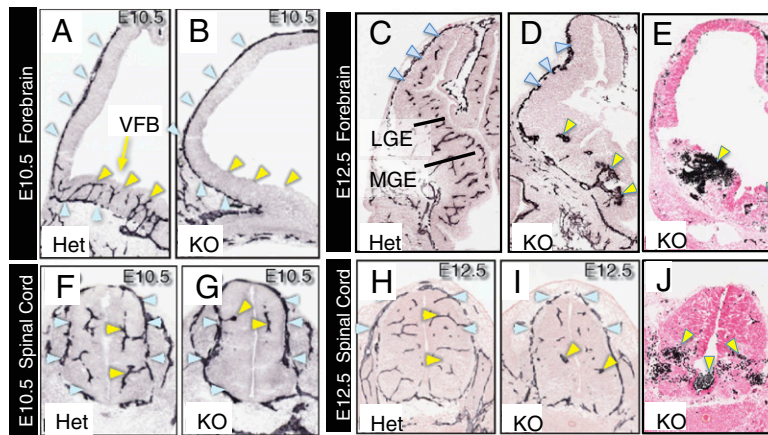 E10.5 Forebrain
A
E10.5
VFB
Het
B
E10.5
KO
E12.5 Forebrain
C
LGE
MGE
Het
D
KO
E
KO
E10.5 Spinal Cord
F
E10.5
Het
G
E10.5
KO
E12.5 Spinal Cord
H
E12.5
Het
I
E12.5
KO
J
KO